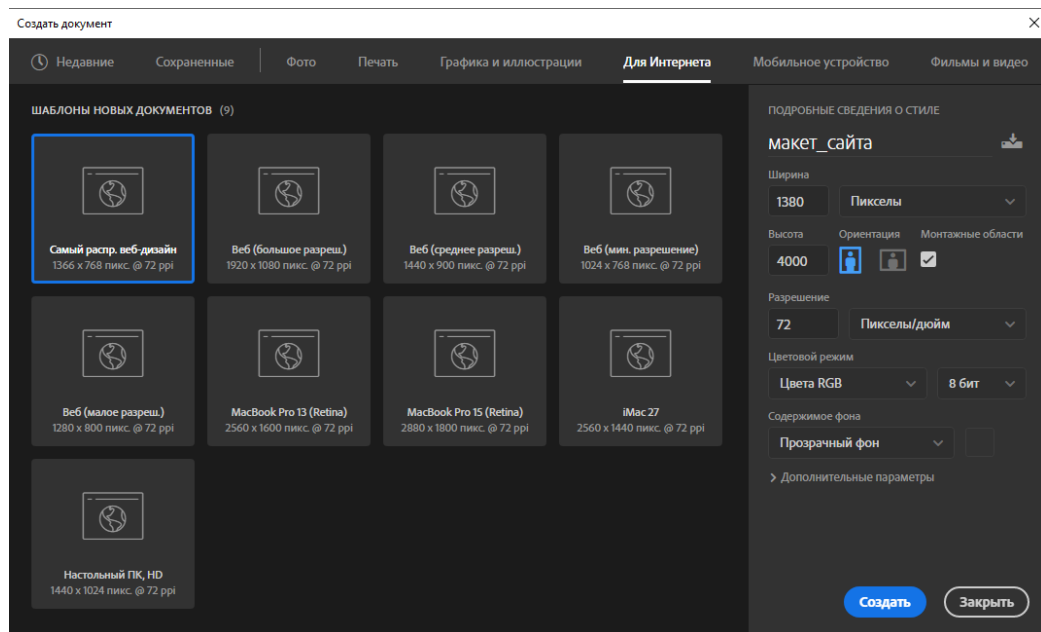 Создать документ
Недавние Сохраненные Фото Печать Графика и иллюстрации Для Интернета Мобильное устройство Фильмы и видео
ШАБЛОНЫ НОВЫХ ДОКУМЕНТОВ (9)
Самый распр. веб-дизайн
1366 x 768 пикс. @ 72 ppi
Веб (большое разреш.)
1920 x 1080 пикс. @ 72 ppi
Веб (среднее разреш.)
1440 x 900 пикс. @ 72 ppi
Веб (мин. разрешение)
1024 x 768 пикс. @ 72 ppi
Веб (малое разреш.)
1280 x 800 пикс. @ 72 ppi
MacBook Pro 13 (Retina)
2560 x 1600 пикс. @ 72 ppi
MacBook Pro 15 (Retina)
2880 x 1800 пикс. @ 72 ppi
iMac 27
2560 x 1440 пикс. @ 72 ppi
Настольный ПК, HD
1440 x 1024 пикс. @ 72 ppi
ПОДРОБНЫЕ СВЕДЕНИЯ О СТИЛЕ
макет_сайта
Ширина
1380 Пикселы
Высота Ориентация Монтажные области
4000
Разрешение
72 Пикселы/дюйм
Цветовой режим
Цвета RGB 8 бит
Содержимое фона
Прозрачный фон
Дополнительные параметры
Создать Закрыть